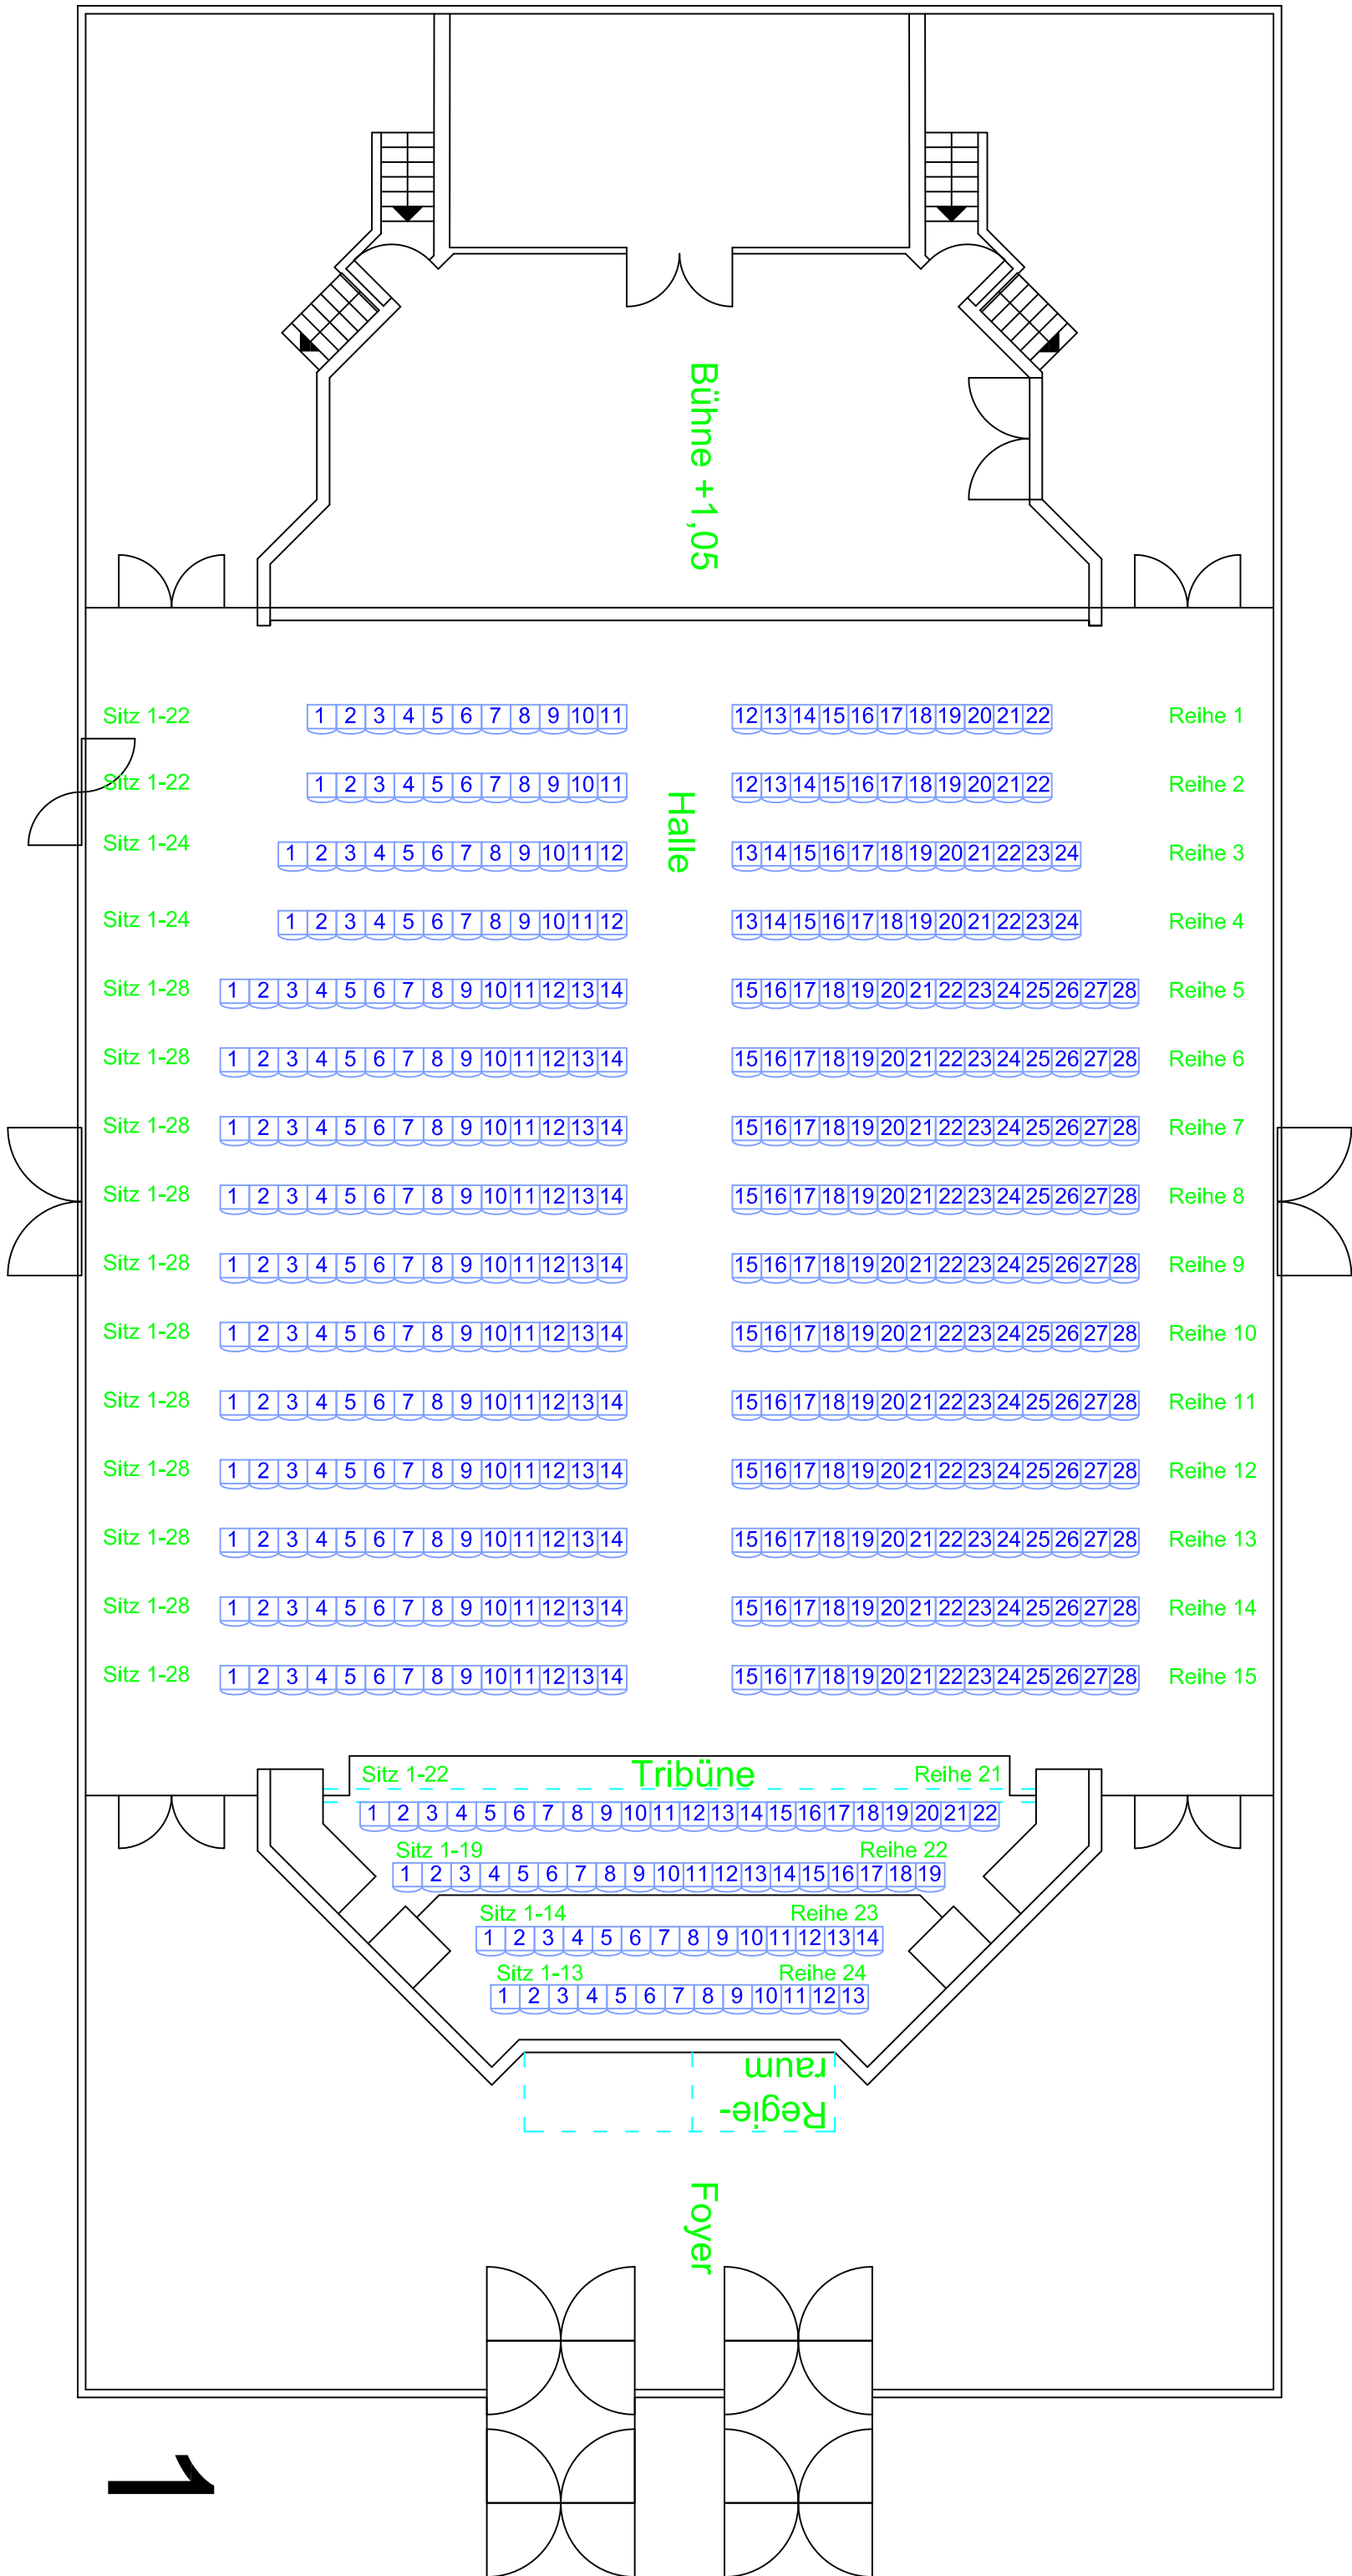 Bühne +1,05
Sitz 1-22 1 2 3 4 5 6 7 8 9 10 11 12 13 14 15 16 17 18 19 20 21 22 Reihe 1
Sitz 1-22 1 2 3 4 5 6 7 8 9 10 11 12 13 14 15 16 17 18 19 20 21 22 Reihe 2
Halle
Sitz 1-24 1 2 3 4 5 6 7 8 9 10 11 12 13 14 15 16 17 18 19 20 21 22 23 24 Reihe 3
Sitz 1-24 1 2 3 4 5 6 7 8 9 10 11 12 13 14 15 16 17 18 19 20 21 22 23 24 Reihe 4
Sitz 1-28 1 2 3 4 5 6 7 8 9 10 11 12 13 14 15 16 17 18 19 20 21 22 23 24 25 26 27 28 Reihe 5
Sitz 1-28 1 2 3 4 5 6 7 8 9 10 11 12 13 14 15 16 17 18 19 20 21 22 23 24 25 26 27 28 Reihe 6
Sitz 1-28 1 2 3 4 5 6 7 8 9 10 11 12 13 14 15 16 17 18 19 20 21 22 23 24 25 26 27 28 Reihe 7
Sitz 1-28 1 2 3 4 5 6 7 8 9 10 11 12 13 14 15 16 17 18 19 20 21 22 23 24 25 26 27 28 Reihe 8
Sitz 1-28 1 2 3 4 5 6 7 8 9 10 11 12 13 14 15 16 17 18 19 20 21 22 23 24 25 26 27 28 Reihe 9
Sitz 1-28 1 2 3 4 5 6 7 8 9 10 11 12 13 14 15 16 17 18 19 20 21 22 23 24 25 26 27 28 Reihe 10
Sitz 1-28 1 2 3 4 5 6 7 8 9 10 11 12 13 14 15 16 17 18 19 20 21 22 23 24 25 26 27 28 Reihe 11
Sitz 1-28 1 2 3 4 5 6 7 8 9 10 11 12 13 14 15 16 17 18 19 20 21 22 23 24 25 26 27 28 Reihe 12
Sitz 1-28 1 2 3 4 5 6 7 8 9 10 11 12 13 14 15 16 17 18 19 20 21 22 23 24 25 26 27 28 Reihe 13
Sitz 1-28 1 2 3 4 5 6 7 8 9 10 11 12 13 14 15 16 17 18 19 20 21 22 23 24 25 26 27 28 Reihe 14
Sitz 1-28 1 2 3 4 5 6 7 8 9 10 11 12 13 14 15 16 17 18 19 20 21 22 23 24 25 26 27 28 Reihe 15
Sitz 1-22 Tribüne Reihe 21
1 2 3 4 5 6 7 8 9 10 11 12 13 14 15 16 17 18 19 20 21 22
Sitz 1-19 Reihe 22
1 2 3 4 5 6 7 8 9 10 11 12 13 14 15 16 17 18 19
Sitz 1-14 Reihe 23
1 2 3 4 5 6 7 8 9 10 11 12 13 14
Sitz 1-13 Reihe 24
1 2 3 4 5 6 7 8 9 10 11 12 13
Regie-
raum
Foyer
1